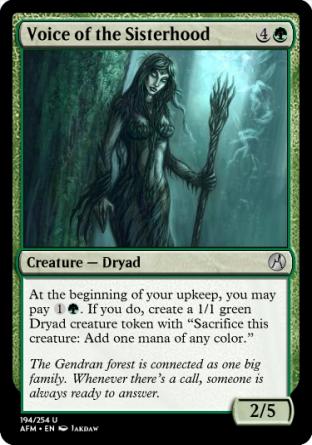 Voice of the Sisterhood 4
Creature — Dryad
At the beginning of your upkeep, you may
pay 1 . If you do, create a 1/1 green
Dryad creature token with “Sacrifice this
creature: Add one mana of any color.”
The Gendran forest is connected as one big
family. Whenever there’s a call, someone is
always ready to answer.
2/5
194/254 U
AFM • EN JAKDAW